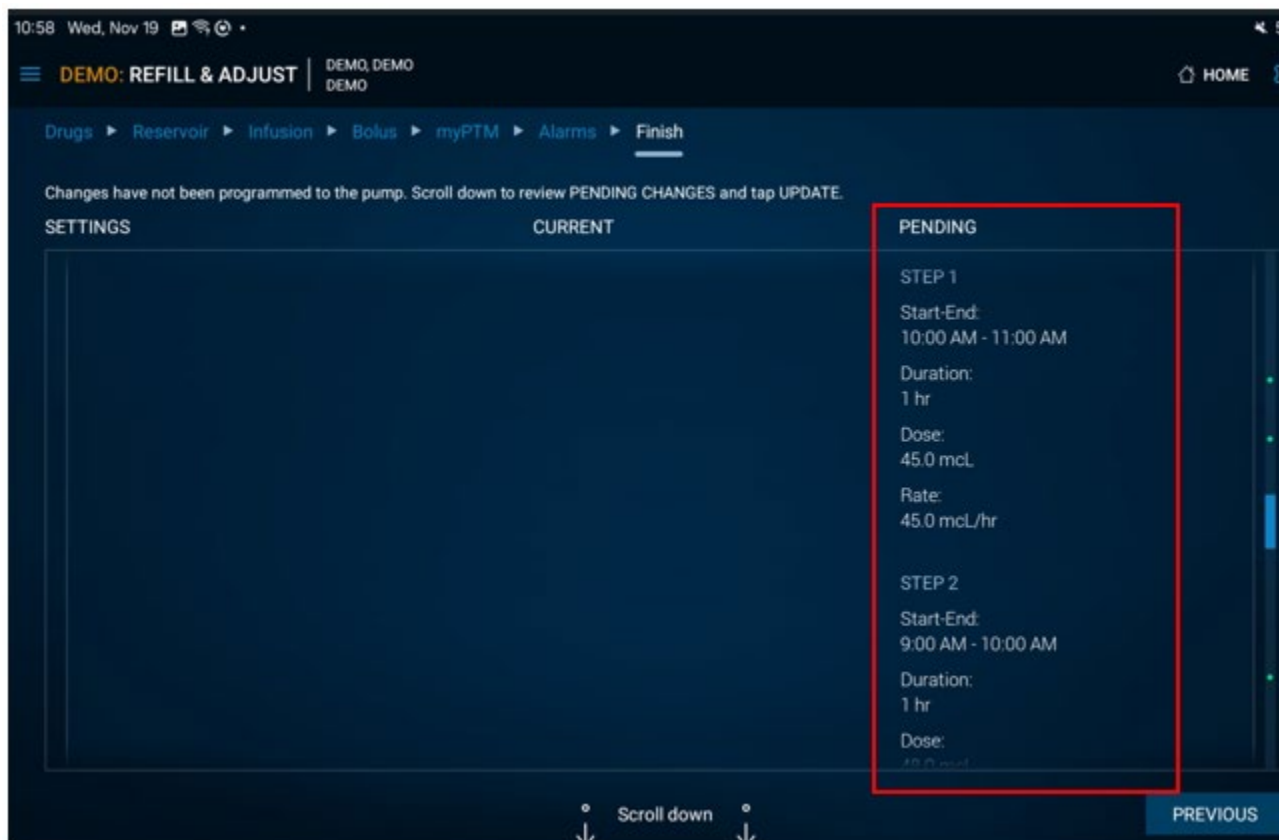 10:58 Wed, Nov 19
DEMO: REFILL & ADJUST
DEMO, DEMO
DEMO
HOME
Drugs ▶ Reservoir ▶ Infusion ▶ Bolus ▶ myPTM ▶ Alarms ▶ Finish
Changes have not been programmed to the pump. Scroll down to review PENDING CHANGES and tap UPDATE.
SETTINGS CURRENT PENDING
STEP 1
Start-End:
10:00 AM - 11:00 AM
Duration:
1 hr
Dose:
45.0 mcL
Rate:
45.0 mcL/hr
STEP 2
Start-End:
9:00 AM - 10:00 AM
Duration:
1 hr
Dose:
Scroll down
PREVIOUS